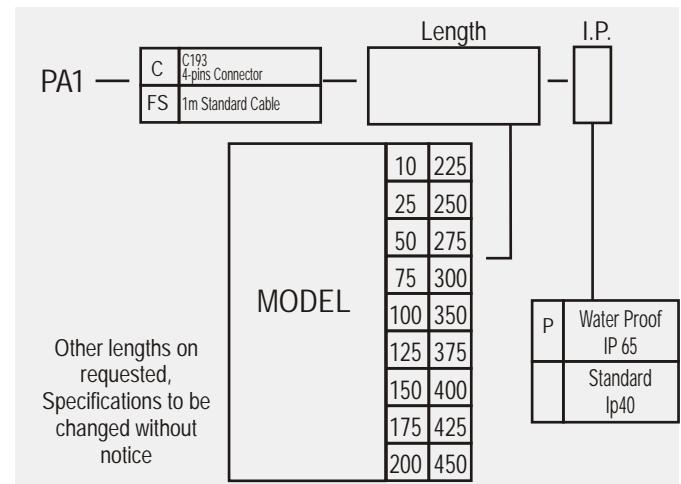 Length
I.P.
PA1
C
C193
4-pins Connector
FS
1m Standard Cable
MODEL
10 225
25 250
50 275
75 300
100 350
125 375
150 400
175 425
200 450
Other lengths on
requested,
Specifications to be
changed without
notice
P
Water Proof
IP 65
Standard
Ip40